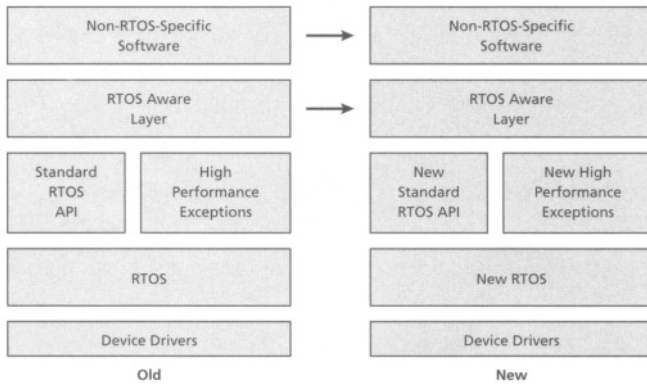 Non-RTOS-Specific
Software
Non-RTOS-Specific
Software
RTOS Aware
Layer
RTOS Aware
Layer
Standard
RTOS
API
High
Performance
Exceptions
New
Standard
RTOS API
New High
Performance
Exceptions
RTOS
New RTOS
Device Drivers
Device Drivers
Old
New